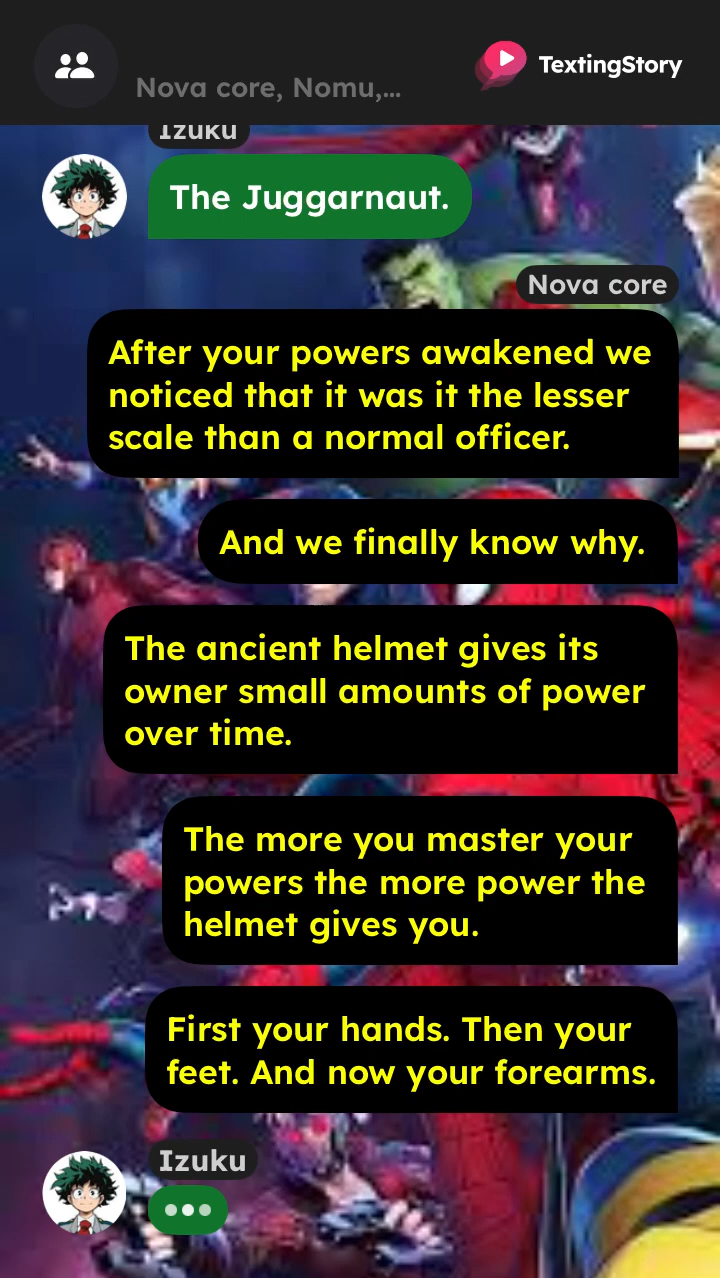 Nova core, Nomu,...
TextingStory
Izuku
The Juggarnaut.
Nova core
After your powers awakened we
noticed that it was it the lesser
scale than a normal officer.
And we finally know why.
The ancient helmet gives its
owner small amounts of power
over time.
The more you master your
powers the more power the
helmet gives you.
First your hands. Then your
feet. And now your forearms.
Izuku